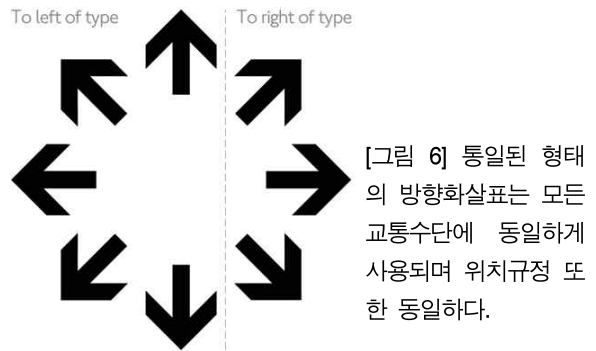 To left of type
To right of type
[그림 6] 통일된 형태
의 방향화살표는 모든
교통수단에 동일하게
사용되며 위치규정 또
한 동일하다.